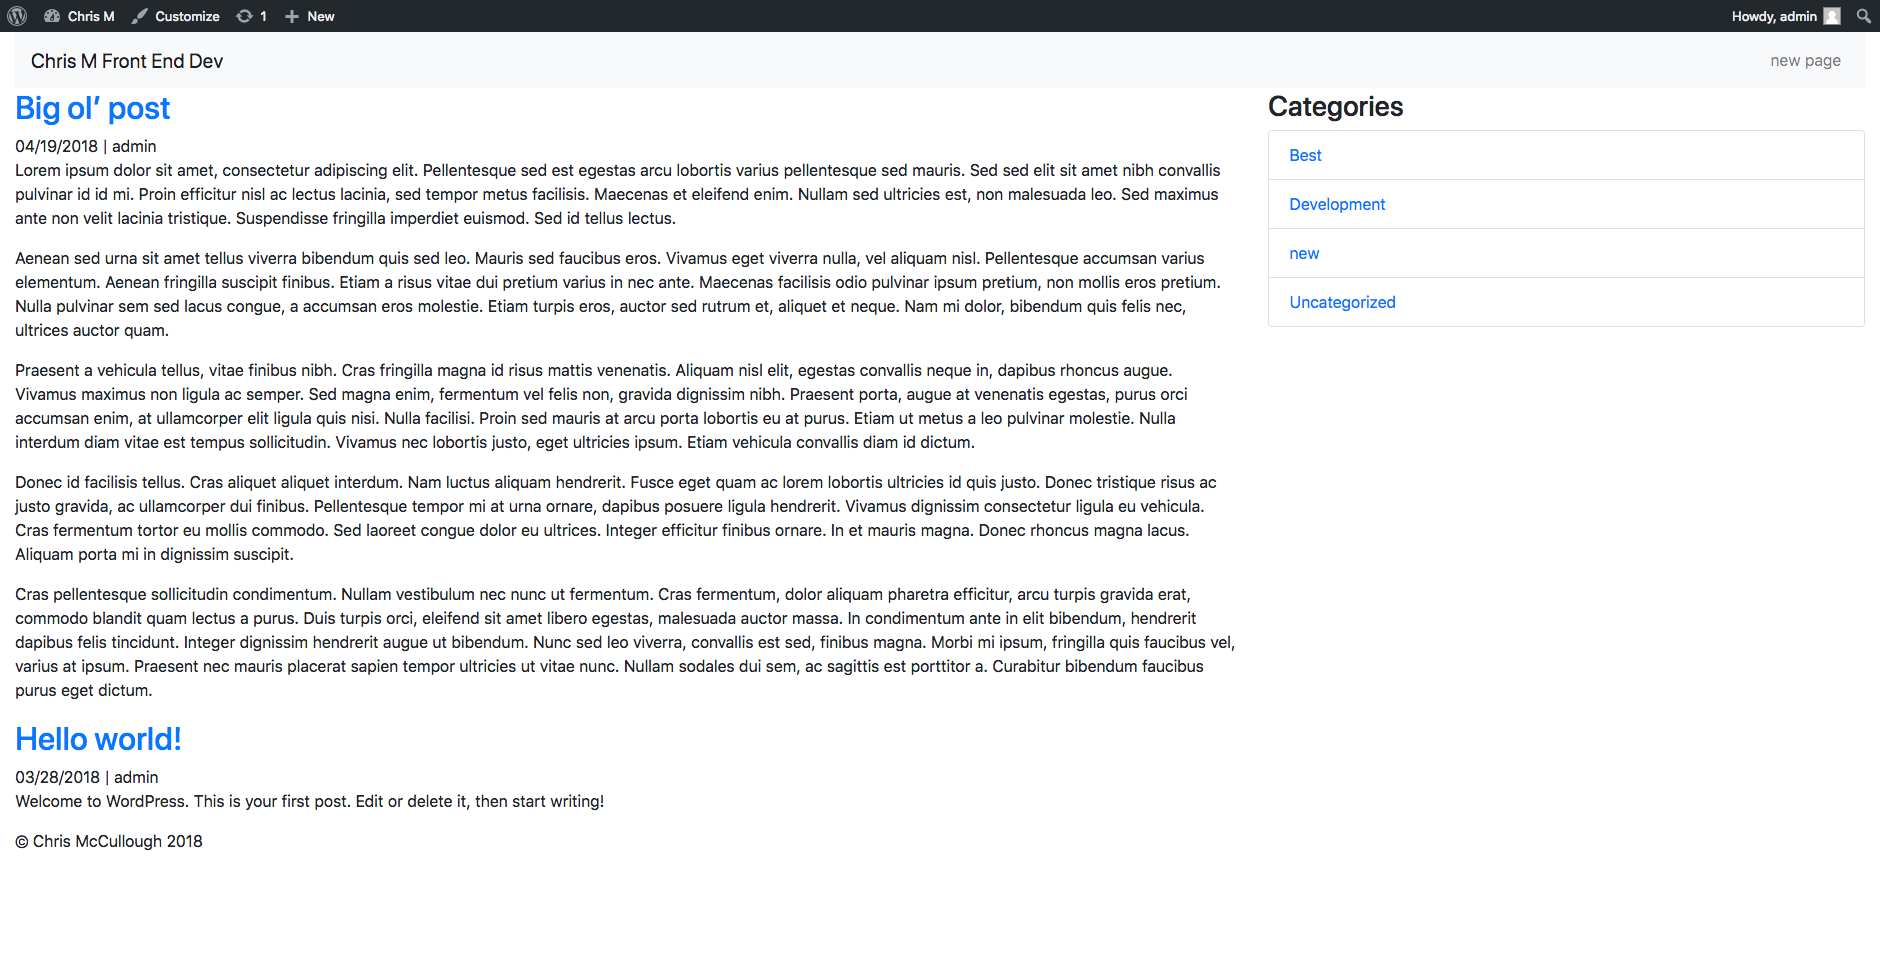 Chris M Customize 1 New Howdy, admin
Chris M Front End Dev new page
Big ol’ post
04/19/2018 | admin
Lorem ipsum dolor sit amet, consectetur adipiscing elit. Pellentesque sed est egestas arcu lobortis varius pellentesque sed mauris. Sed sed elit sit amet nibh convallis
pulvinar id id mi. Proin efficitur nisl ac lectus lacinia, sed tempor metus facilisis. Maecenas et eleifend enim. Nullam sed ultricies est, non malesuada leo. Sed maximus
ante non velit lacinia tristique. Suspendisse fringilla imperdiet euismod. Sed id tellus lectus.
Aenean sed urna sit amet tellus viverra bibendum quis sed leo. Mauris sed faucibus eros. Vivamus eget viverra nulla, vel aliquam nisl. Pellentesque accumsan varius
elementum. Aenean fringilla suscipit finibus. Etiam a risus vitae dui pretium varius in nec ante. Maecenas facilisis odio pulvinar ipsum pretium, non mollis eros pretium.
Nulla pulvinar sem sed lacus congue, a accumsan eros molestie. Etiam turpis eros, auctor sed rutrum et, aliquet et neque. Nam mi dolor, bibendum quis felis nec,
ultrices auctor quam.
Praesent a vehicula tellus, vitae finibus nibh. Cras fringilla magna id risus mattis venenatis. Aliquam nisl elit, egestas convallis neque in, dapibus rhoncus augue.
Vivamus maximus non ligula ac semper. Sed magna enim, fermentum vel felis non, gravida dignissim nibh. Praesent porta, augue at venenatis egestas, purus orci
accumsan enim, at ullamcorper elit ligula quis nisi. Nulla facilisi. Proin sed mauris at arcu porta lobortis eu at purus. Etiam ut metus a leo pulvinar molestie. Nulla
interdum diam vitae est tempus sollicitudin. Vivamus nec lobortis justo, eget ultricies ipsum. Etiam vehicula convallis diam id dictum.
Donec id facilisis tellus. Cras aliquet aliquet interdum. Nam luctus aliquam hendrerit. Fusce eget quam ac lorem lobortis ultricies id quis justo. Donec tristique risus ac
justo gravida, ac ullamcorper dui finibus. Pellentesque tempor mi at urna ornare, dapibus posuere ligula hendrerit. Vivamus dignissim consectetur ligula eu vehicula.
Cras fermentum tortor eu mollis commodo. Sed laoreet congue dolor eu ultrices. Integer efficitur finibus ornare. In et mauris magna. Donec rhoncus magna lacus.
Aliquam porta mi in dignissim suscipit.
Cras pellentesque sollicitudin condimentum. Nullam vestibulum nec nunc ut fermentum. Cras fermentum, dolor aliquam pharetra efficitur, arcu turpis gravida erat,
commodo blandit quam lectus a purus. Duis turpis orci, eleifend sit amet libero egestas, malesuada auctor massa. In condimentum ante in elit bibendum, hendrerit
dapibus felis tincidunt. Integer dignissim hendrerit augue ut bibendum. Nunc sed leo viverra, convallis est sed, finibus magna. Morbi mi ipsum, fringilla quis faucibus vel,
varius at ipsum. Praesent nec mauris placerat sapien tempor ultricies ut vitae nunc. Nullam sodales dui sem, ac sagittis est porttitor a. Curabitur bibendum faucibus
purus eget dictum.
Hello world!
03/28/2018 | admin
Welcome to WordPress. This is your first post. Edit or delete it, then start writing!
Categories
Best
Development
new
Uncategorized
© Chris McCullough 2018